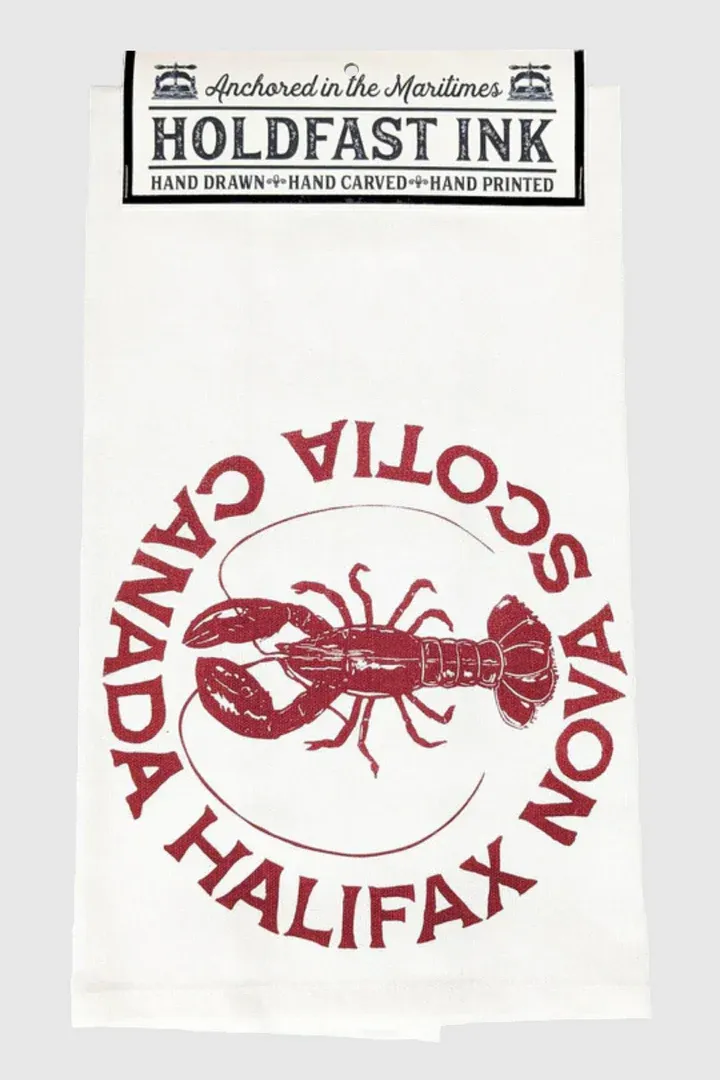 Anchored in the Maritimes
HOLDFAST INK
HAND DRAWN HAND CARVED HAND PRINTED
HALIFAX NOVA SCOTIA CANADA